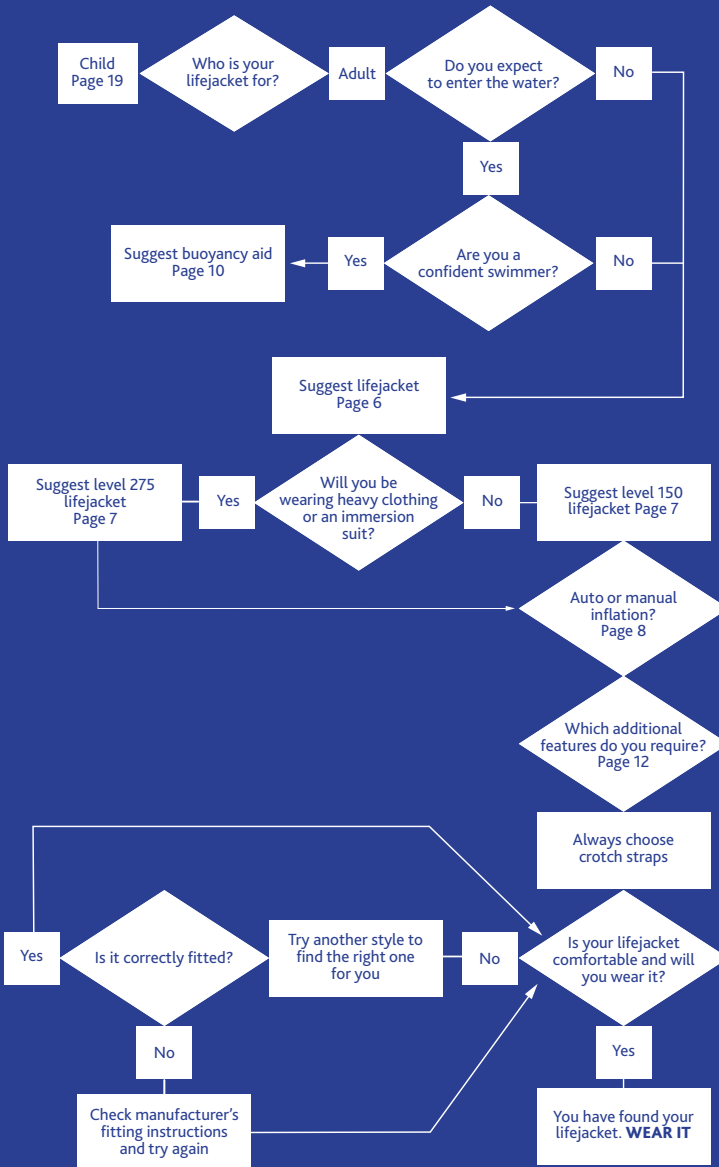 Child
Page 19
Who is your
lifejacket for?
Adult
Do you expect
to enter the water?
No
Yes
Suggest buoyancy aid
Page 10
Yes
Are you a
confident swimmer?
No
Suggest lifejacket
Page 6
Suggest level 275
lifejacket
Page 7
Yes
Will you be
wearing heavy clothing
or an immersion
suit?
No
Suggest level 150
lifejacket Page 7
Auto or manual
inflation?
Page 8
Which additional
features do you require?
Page 12
Always choose
crotch straps
Yes
Is it correctly fitted?
Try another style to
find the right one
for you
No
Is your lifejacket
comfortable and will
you wear it?
No
Yes
Check manufacturer's
fitting instructions
and try again
You have found your
lifejacket. WEAR IT